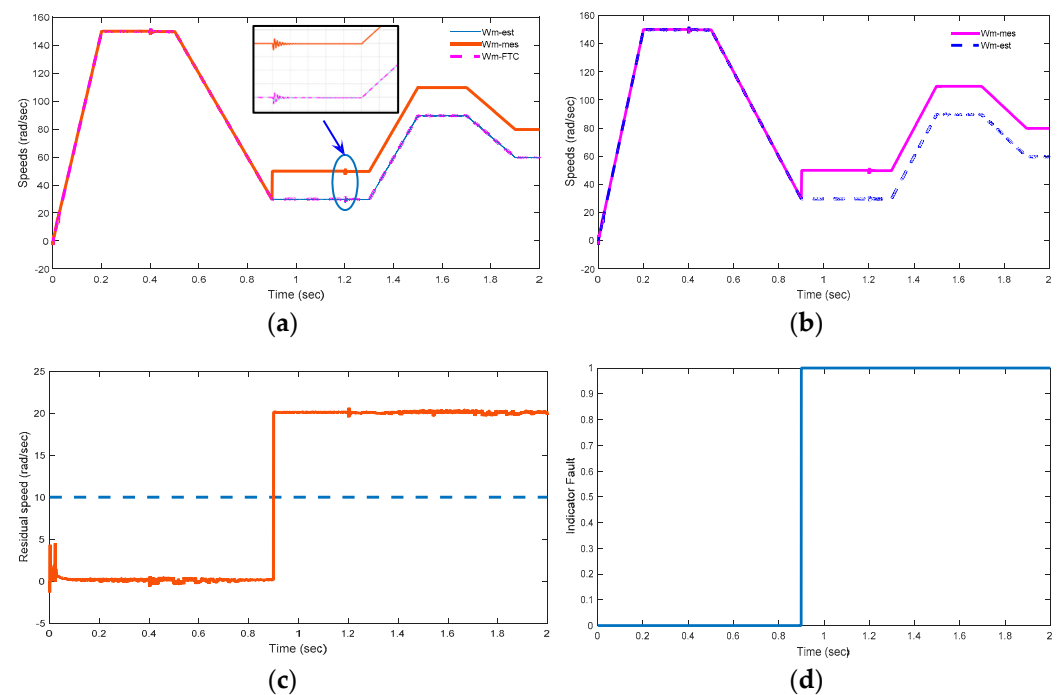 160
140
120
100
80
60
40
20
0
-20
Speeds (rad/sec)
Wm-est
Wm-mes
Wm-FTC
0 0.2 0.4 0.6 0.8 1 1.2 1.4 1.6 1.8 2
Time (sec)
(a)
160
140
120
100
80
60
40
20
0
-20
Speeds (rad/sec)
Wm-mes
Wm-est
0 0.2 0.4 0.6 0.8 1 1.2 1.4 1.6 1.8 2
Time (sec)
(b)
25
20
15
10
5
0
-5
Residual speed (rad/sec)
0 0.2 0.4 0.6 0.8 1 1.2 1.4 1.6 1.8 2
Time (sec)
(c)
1
0.9
0.8
0.7
0.6
0.5
0.4
0.3
0.2
0.1
0
Indicator Fault
0 0.2 0.4 0.6 0.8 1 1.2 1.4 1.6 1.8 2
Time (sec)
(d)